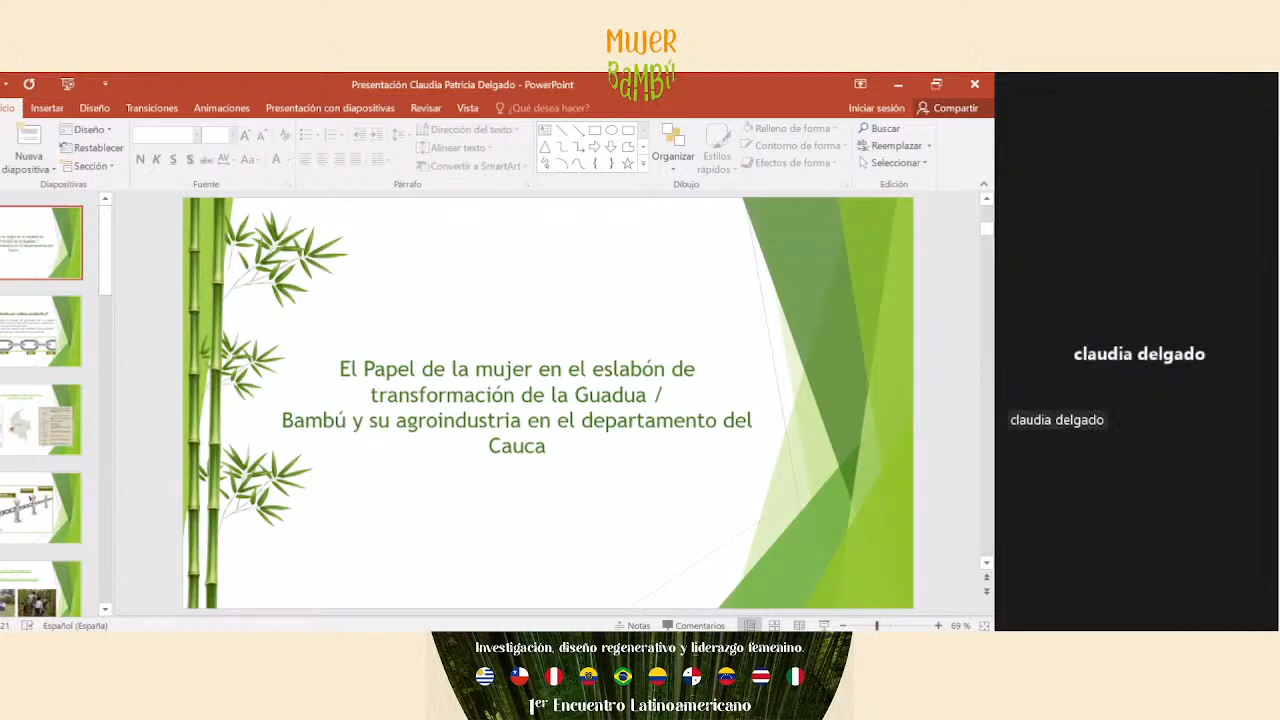 MUJER
BAMBÚ
Presentación Claudia Patricia Delgado - PowerPoint
Insertar Diseño Transiciones Animaciones Presentación con diapositivas Revisar Vista ¿Qué desea hacer? Iniciar sesión Compartir
Nueva diapositiva
Diseño
Restablecer
Sección
Diapositivas
N K S S abc AV Aa A
Fuente
Párrafo
Dirección del texto
Alinear texto
Convertir a SmartArt
Organizar
Estilos rápidos
Relleno de forma
Contorno de forma
Efectos de forma
Dibujo
Buscar
Reemplazar
Seleccionar
Edición
El Papel de la mujer en el eslabón de
transformación de la Guadua /
Bambú y su agroindustria en el departamento del
Cauca
claudia delgado
claudia delgado
21 Español (España) Notas Comentarios 69 %
Investigación, diseño regenerativo y liderazgo femenino.
1er Encuentro Latinoamericano